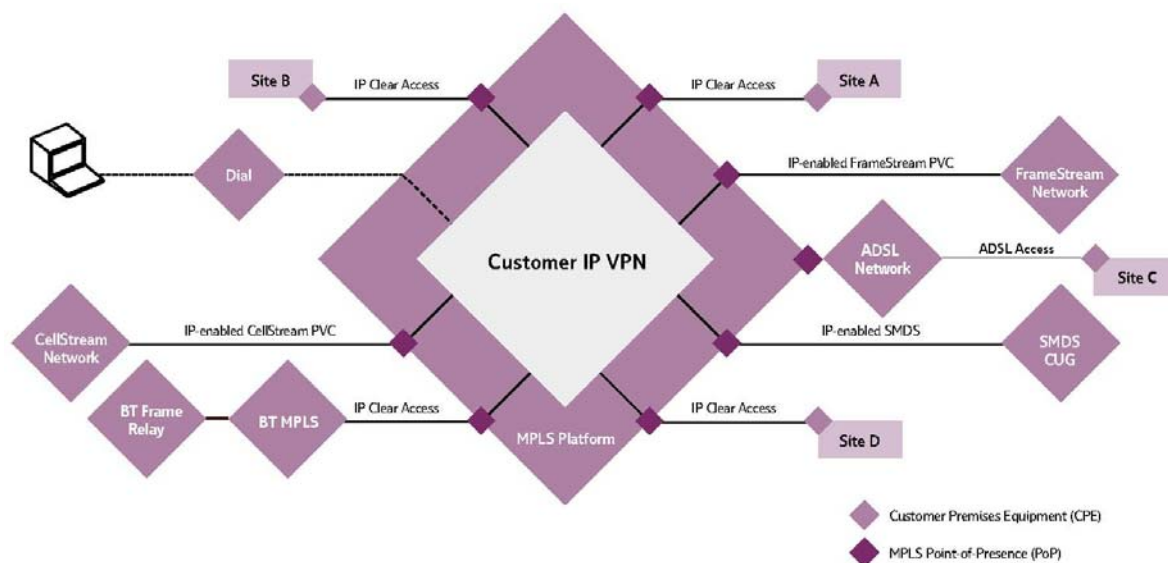 Site B
IP Clear Access
IP Clear Access
Site A
Dial
IP-enabled FrameStream PVC
FrameStream
Network
Customer IP VPN
ADSL
Network
ADSL Access
Site C
CellStream
Network
IP-enabled CellStream PVC
IP-enabled SMDS
SMDS
CUG
BT Frame
Relay
BT MPLS
IP Clear Access
MPLS Platform
IP Clear Access
Site D
Customer Premises Equipment (CPE)
MPLS Point-of-Presence (PoP)